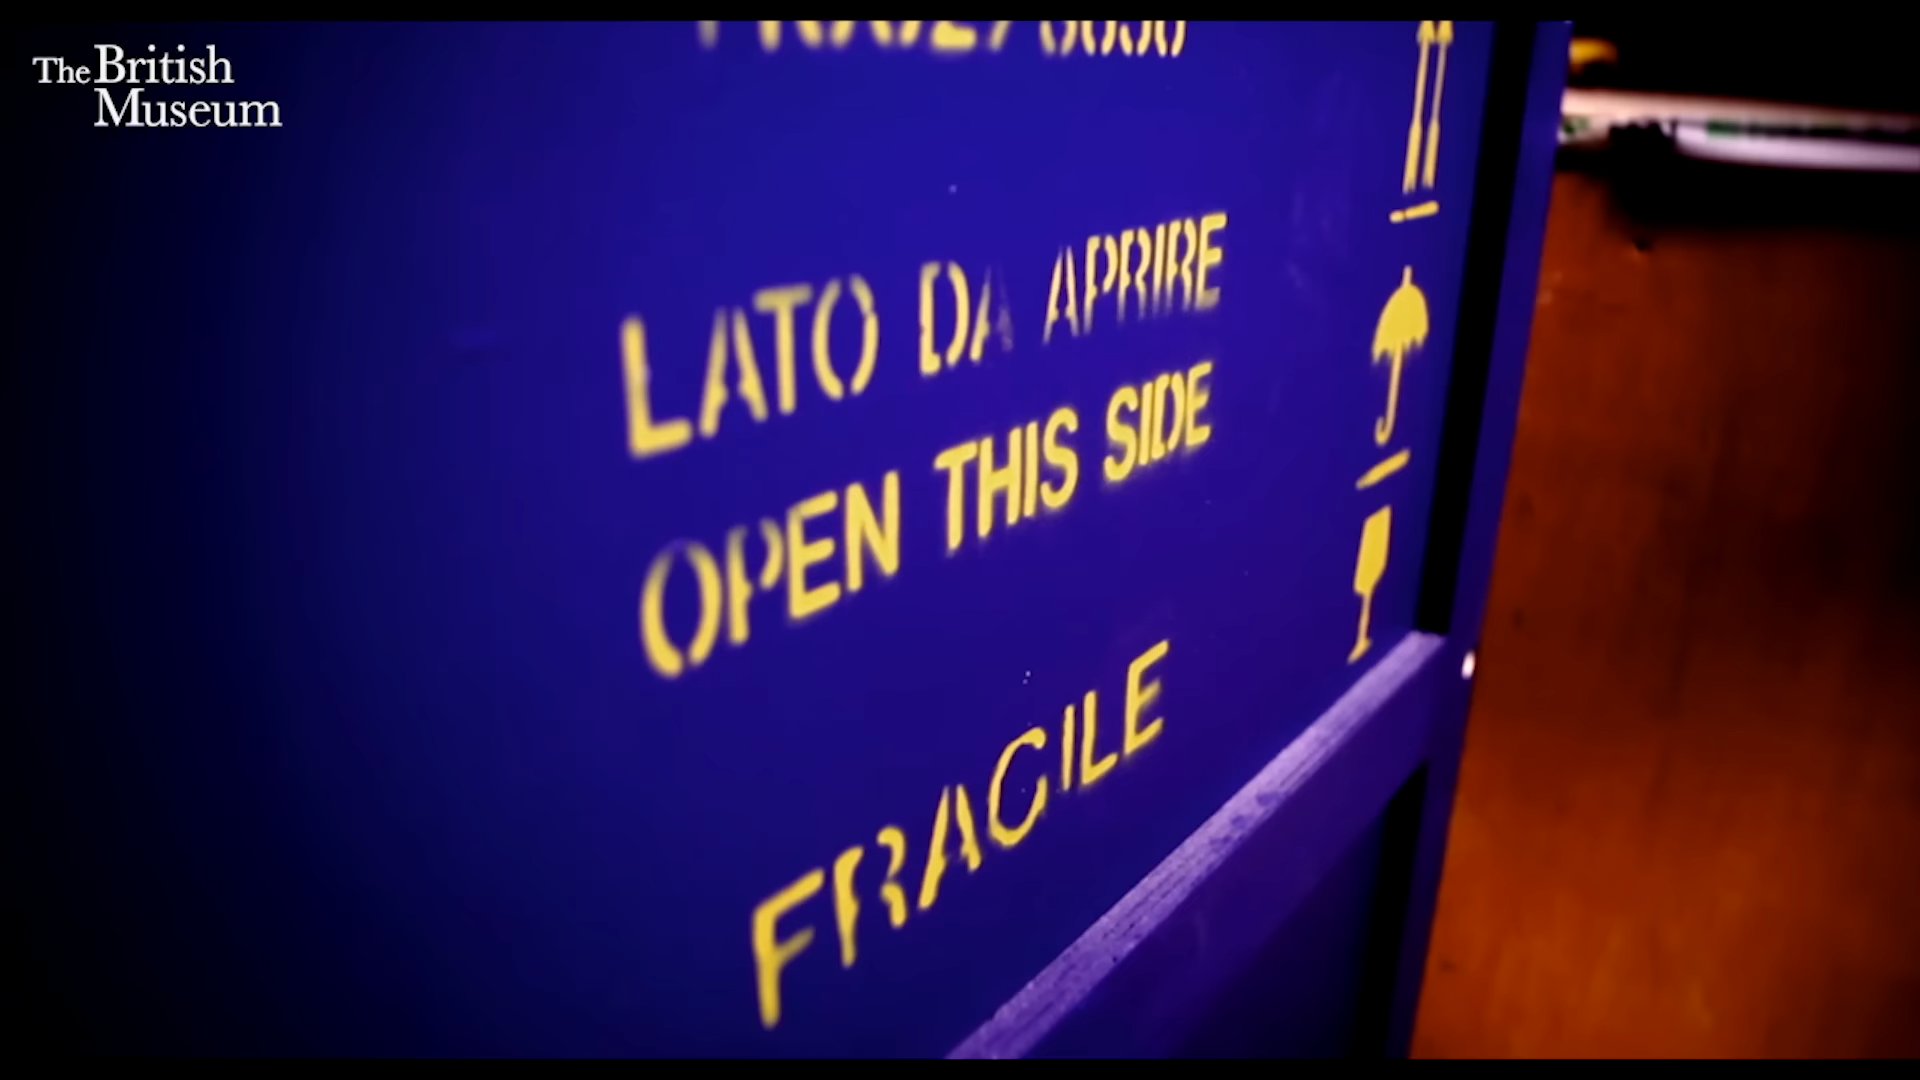 The British
Museum
LATO DA APRIRE
OPEN THIS SIDE
FRAGILE